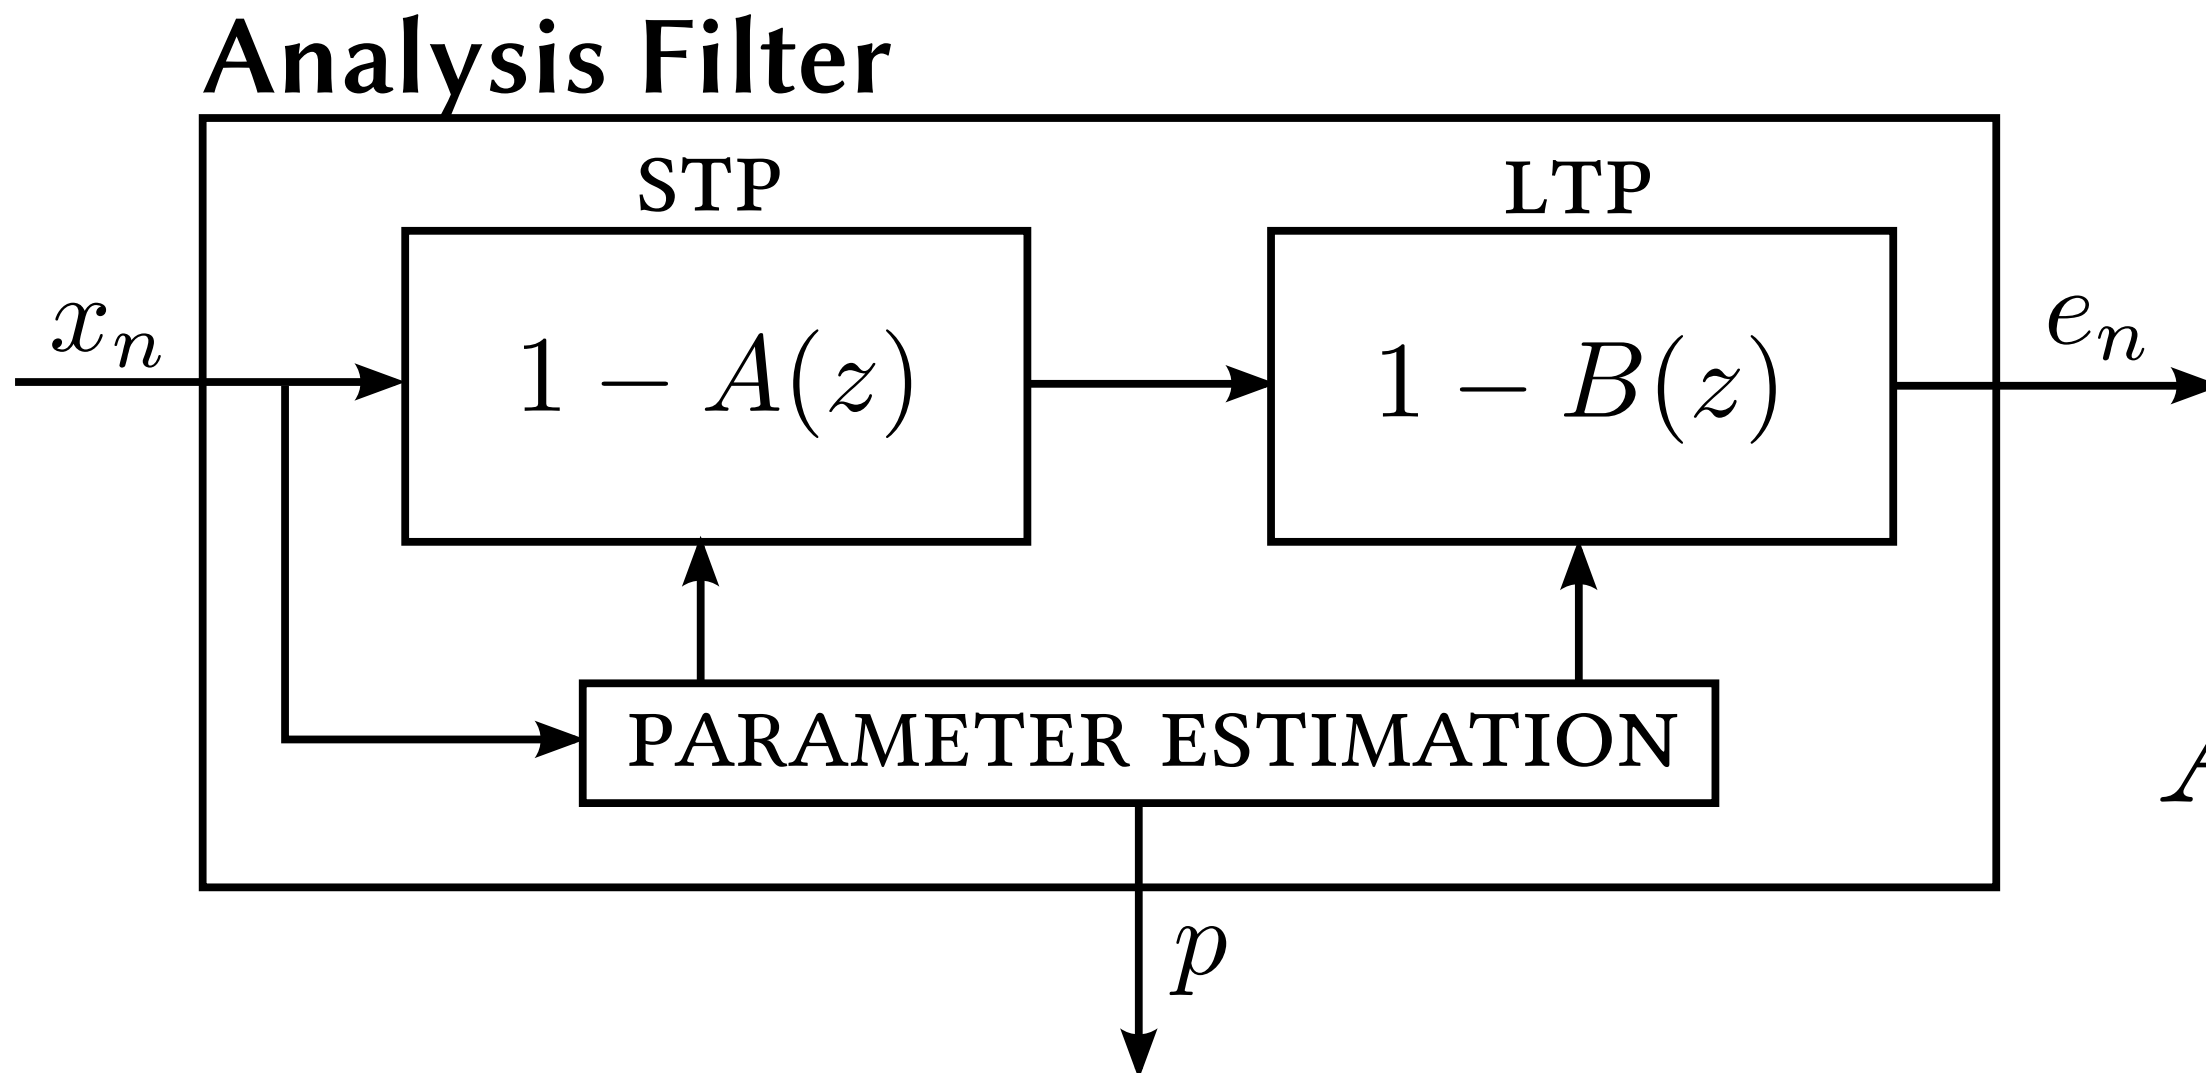 Analysis Filter
STP
LTP
x_n
1 − A(z)
1 − B(z)
e_n
PARAMETER ESTIMATION
p